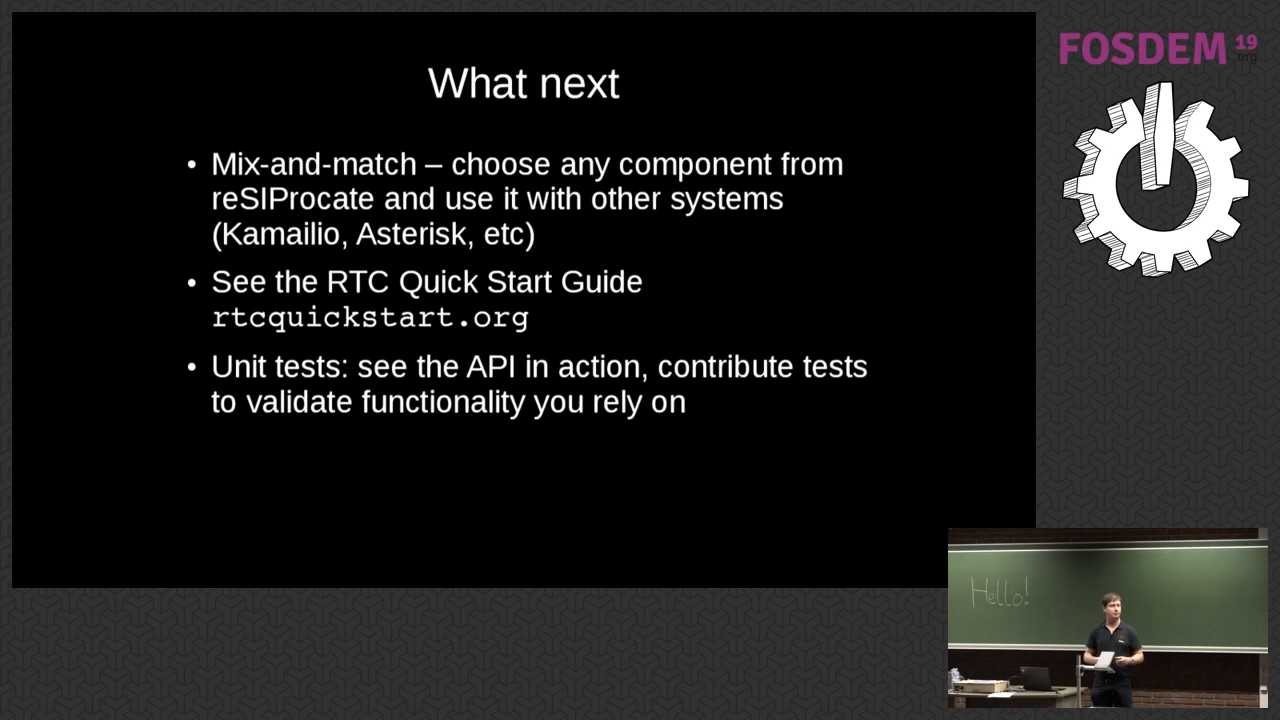 What next
• Mix-and-match – choose any component from
reSIProcate and use it with other systems
(Kamailio, Asterisk, etc)
• See the RTC Quick Start Guide
rtcquickstart.org
• Unit tests: see the API in action, contribute tests
to validate functionality you rely on
FOSDEM 19
.org
Hello!